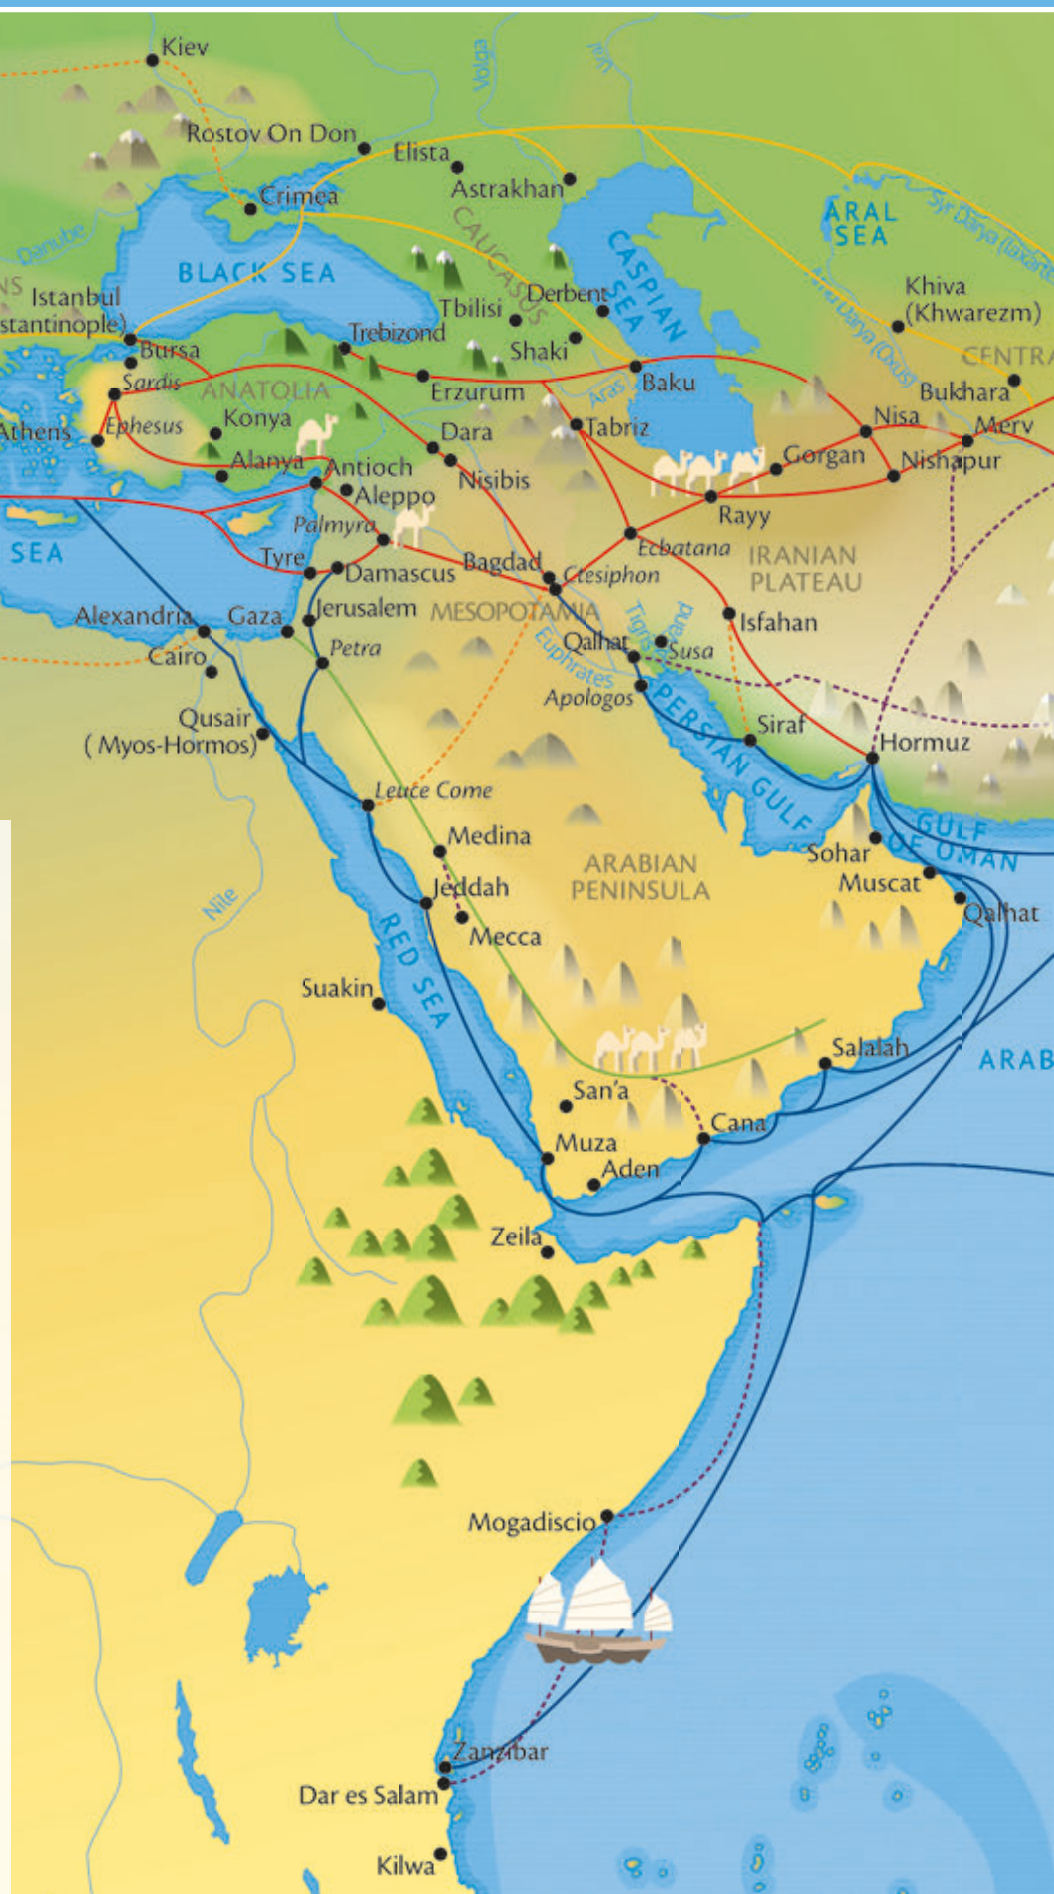 Kiev
Volga
Rostov On Don
Elista
Astrakhan
Crimea
CAUCASUS
ARAL
SEA
Danube
BLACK SEA
CASPIAN
SEA
Syr Darya (Iaxarte
NS
Istanbul
stantinople)
Tbilisi
Derbent
Amu Darya (Oxus)
Khiva
(Khwarezm)
Trebizond
Shaki
Bursa
CENTRA
Sardis
ANATOLIA
Erzurum
Aras
Baku
Bukhara
Athens
Ephesus
Konya
Dara
Tabriz
Nisa
Merv
Alanya
Antioch
Nisibis
Gorgan
Nishapur
Aleppo
Rayy
Palmyra
SEA
Tyre
Damascus
Bagdad
Ctesiphon
Ecbatana
IRANIAN
PLATEAU
Alexandria
Gaza
Jerusalem
MESOPOTAMIA
Tigris
and
Isfahan
Cairo
Petra
Euphrates
Qalhat
Susa
Apologos
Qusair
( Myos-Hormos)
PERSIAN GULF
Siraf
Hormuz
Leuce Come
Medina
GULF
OF OMAN
Sohar
ARABIAN
PENINSULA
Muscat
Jeddah
Nile
Qalhat
Mecca
RED SEA
Suakin
Salalah
ARAB
San'a
Cana
Muza
Aden
Zeila
Mogadiscio
Zanzibar
Dar es Salam
Kilwa